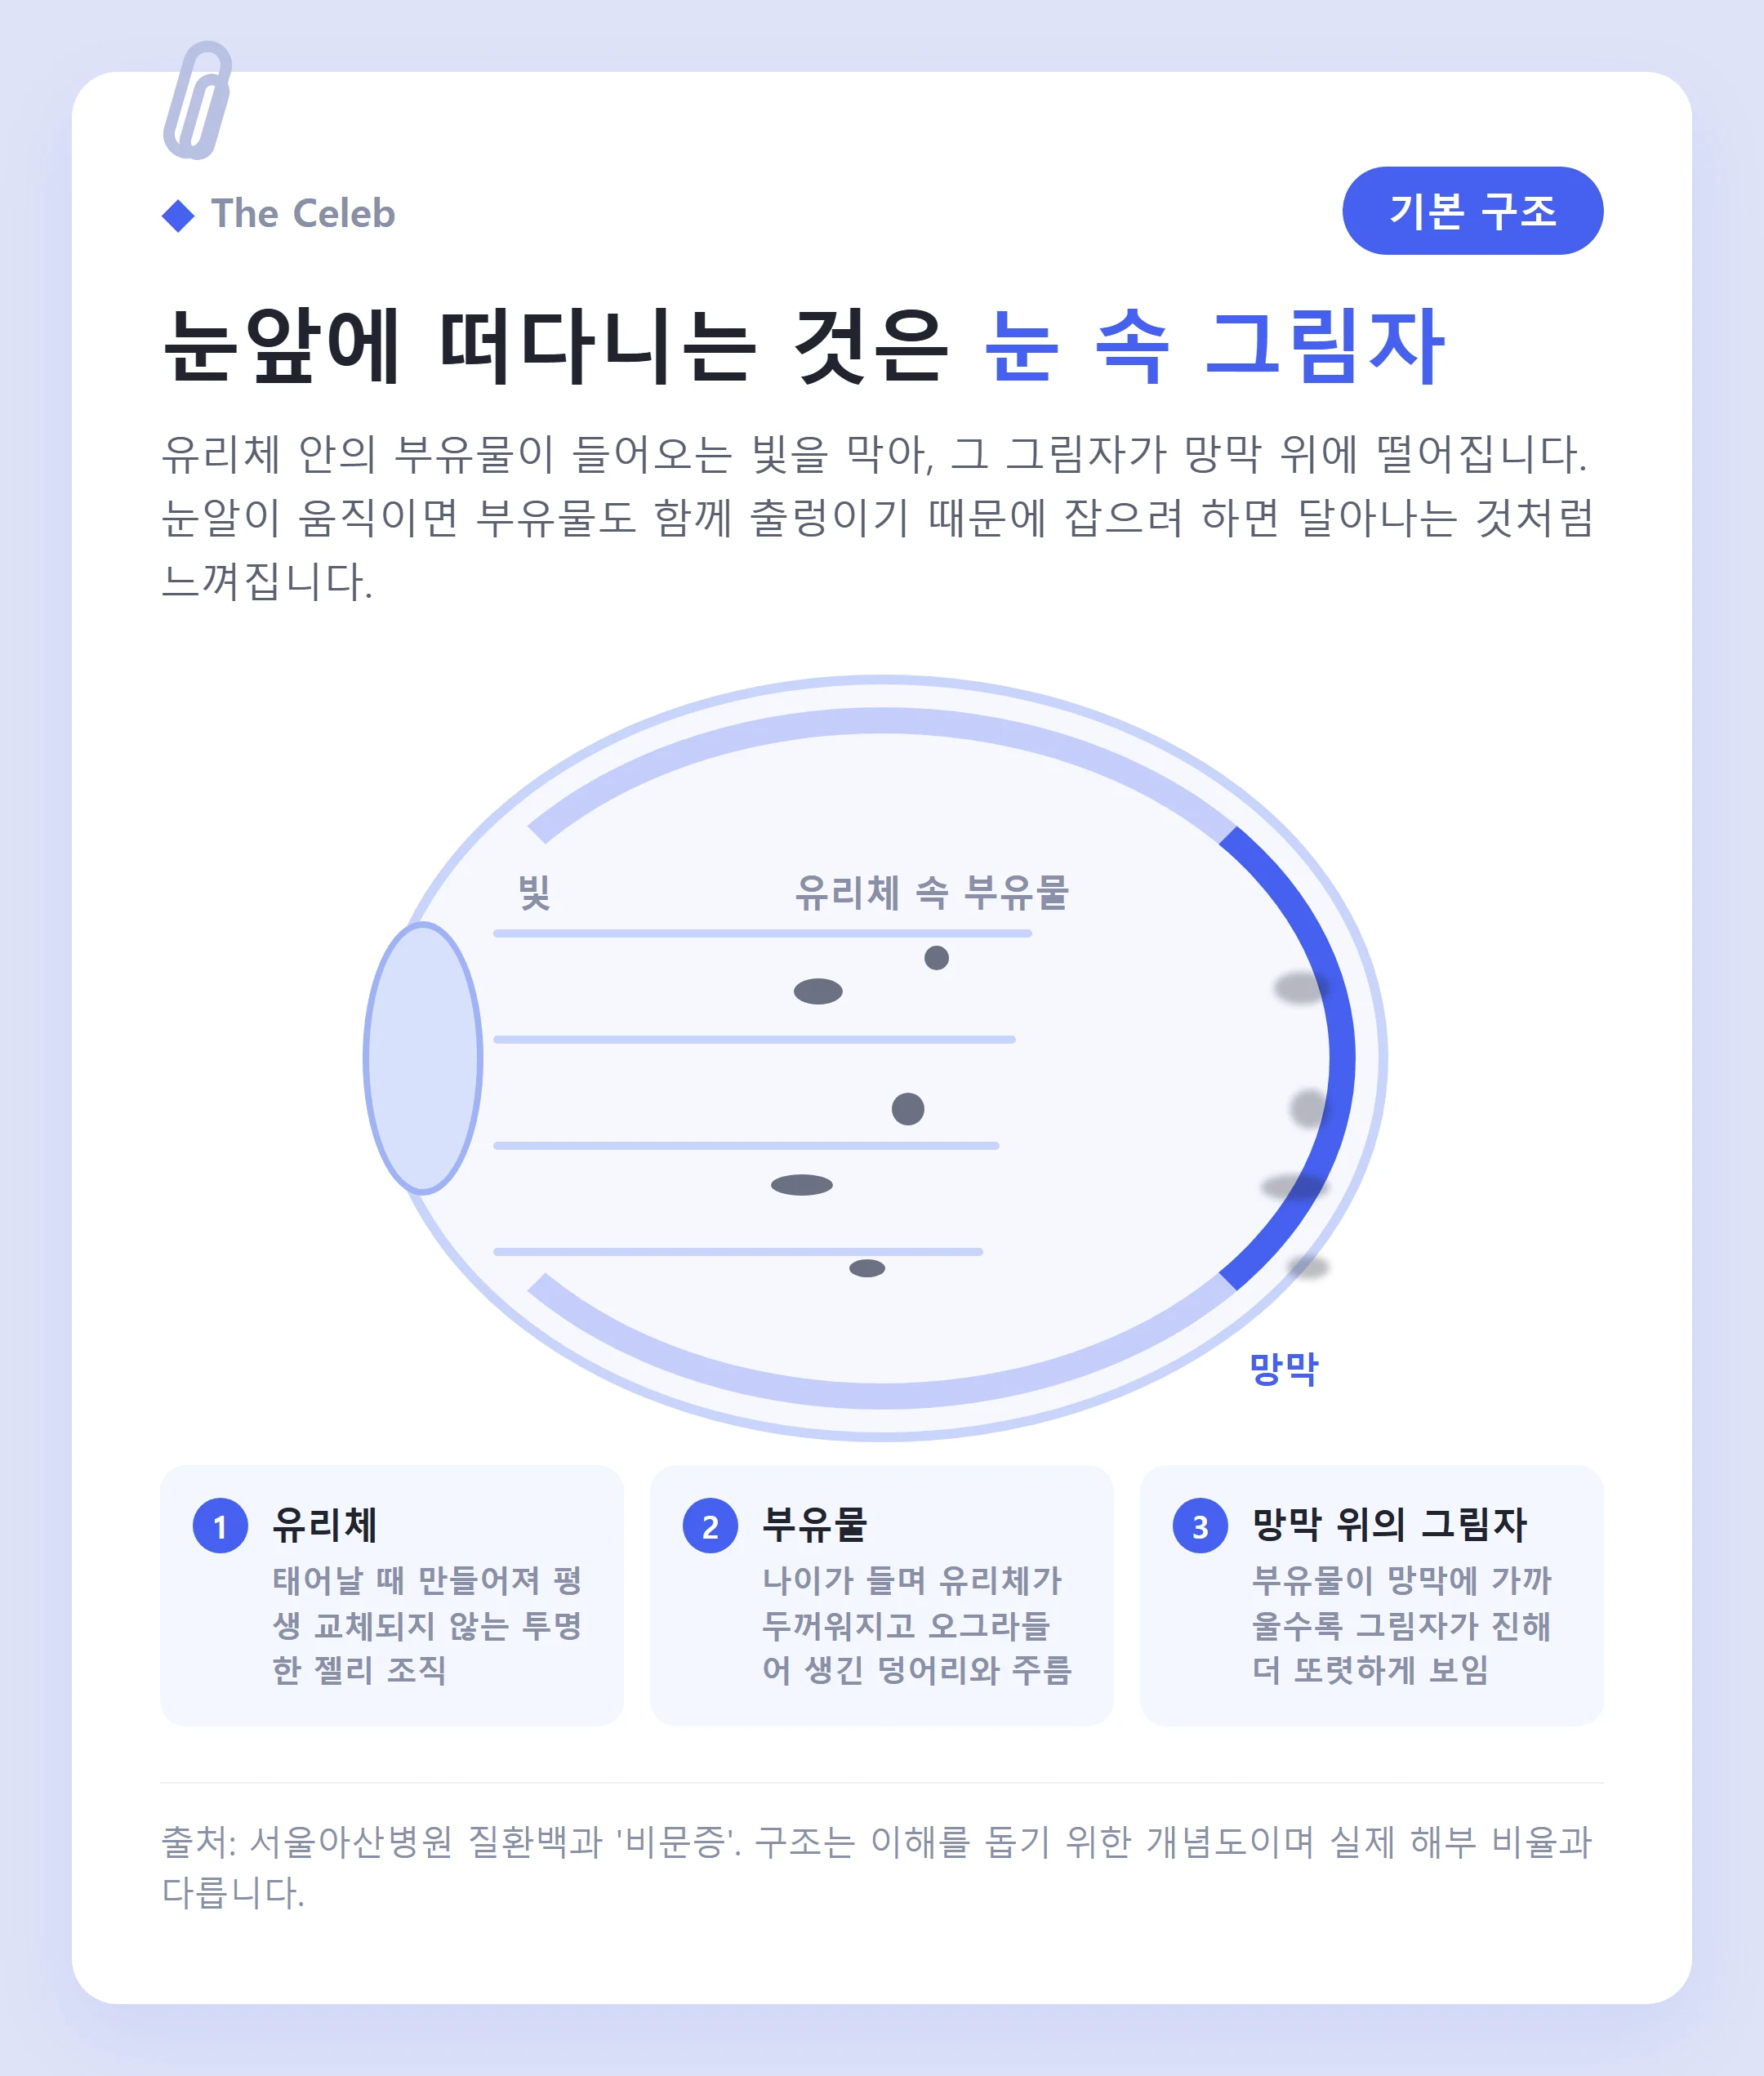 The Celeb
기본 구조
눈앞에 떠다니는 것은 눈 속 그림자
유리체 안의 부유물이 들어오는 빛을 막아, 그 그림자가 망막 위에 떨어집니다.
눈알이 움직이면 부유물도 함께 출렁이기 때문에 잡으려 하면 달아나는 것처럼
느껴집니다.
빛
유리체 속 부유물
망막
1 유리체
태어날 때 만들어져 평
생 교체되지 않는 투명
한 젤리 조직
2 부유물
나이가 들며 유리체가
두꺼워지고 오그라들
어 생긴 덩어리와 주름
3 망막 위의 그림자
부유물이 망막에 가까
울수록 그림자가 진해
더 또렷하게 보임
출처: 서울아산병원 질환백과 '비문증'. 구조는 이해를 돕기 위한 개념도이며 실제 해부 비율과
다릅니다.